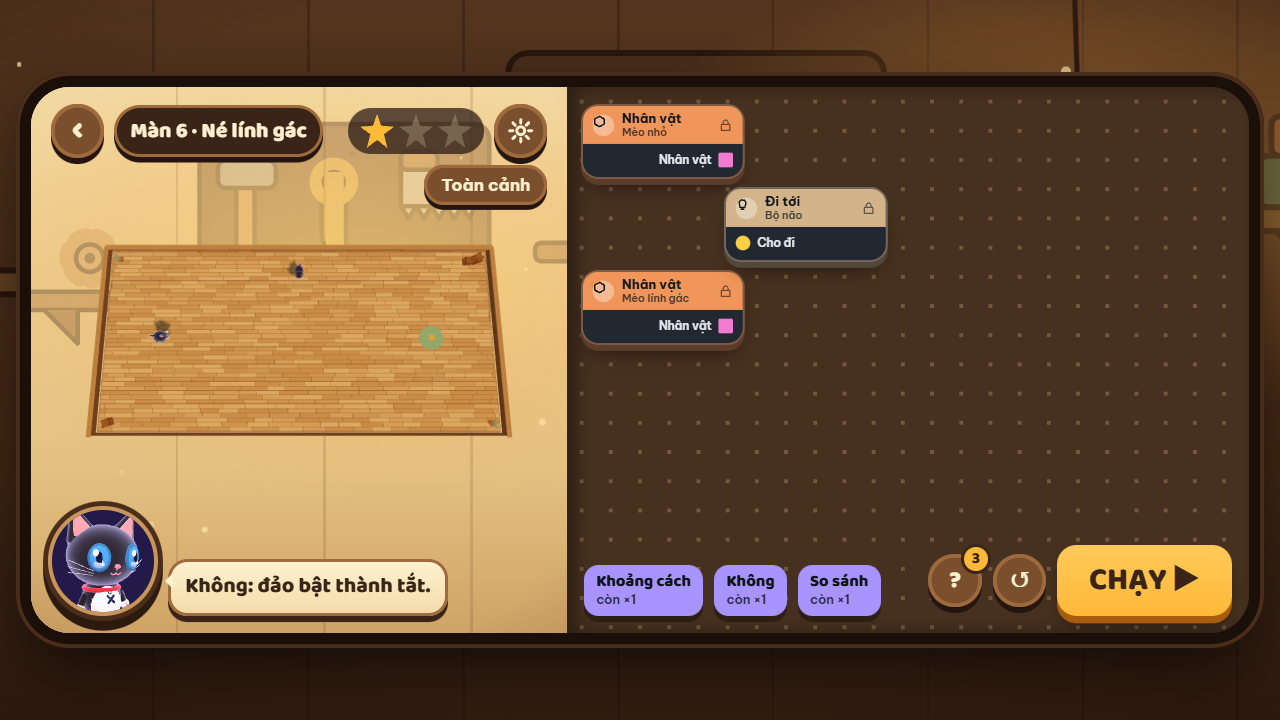 Màn 6 · Né lính gác
Toàn cảnh
Không: đảo bật thành tắt.
Nhân vật
Mèo nhỏ
Nhân vật
Đi tới
Bộ não
Cho đi
Nhân vật
Mèo lính gác
Nhân vật
Khoảng cách
còn ×1
Không
còn ×1
So sánh
còn ×1
?
3
CHẠY